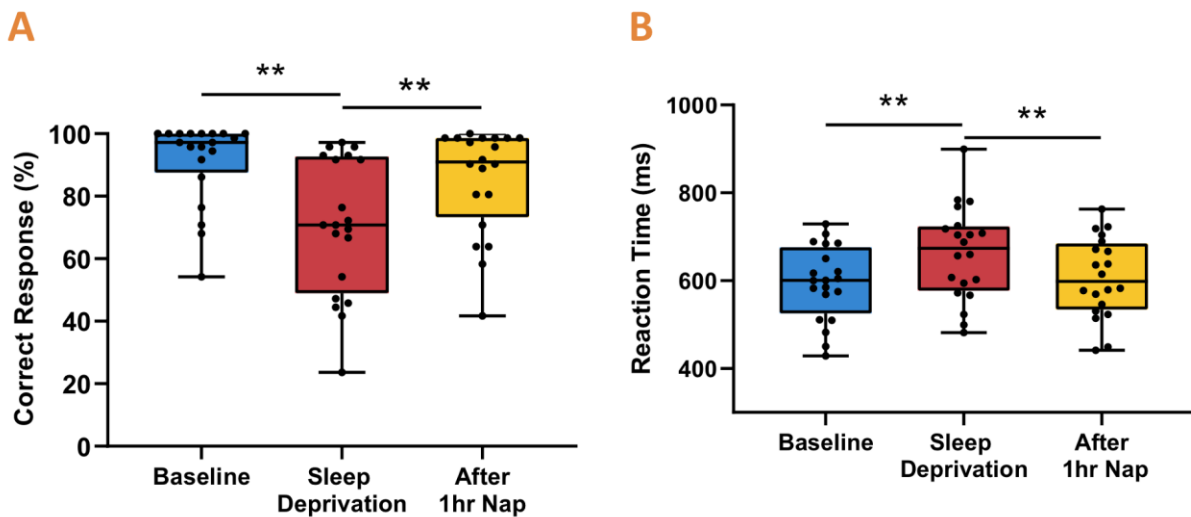 A
**
**
Correct Response (%)
100
80
60
40
20
0
Baseline
Sleep
Deprivation
After
1hr Nap
B
**
**
Reaction Time (ms)
1000
800
600
400
Baseline
Sleep
Deprivation
After
1hr Nap